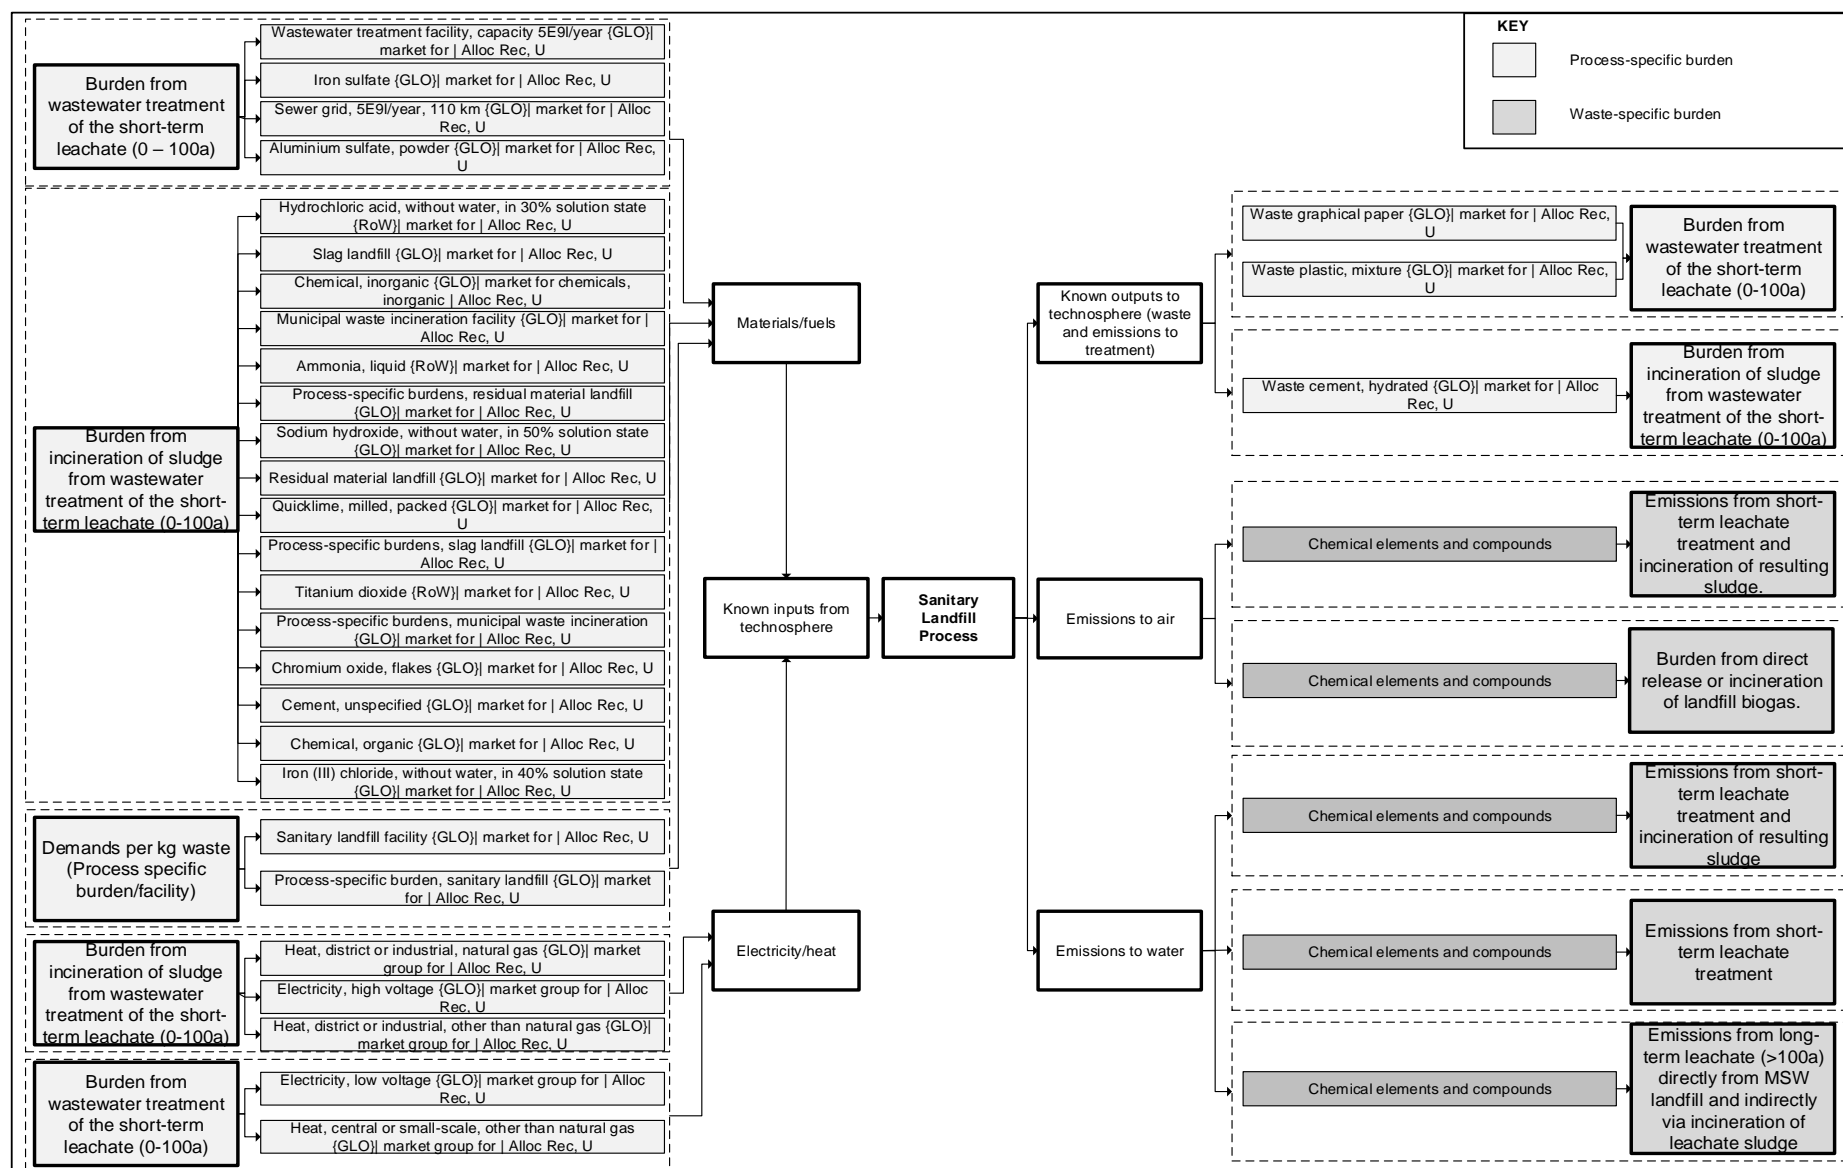 KEY
Process-specific burden
Waste-specific burden
Burden from
wastewater treatment
of the short-term
leachate (0 – 100a)
Wastewater treatment facility, capacity 5E9l/year {GLO}|
market for | Alloc Rec, U
Iron sulfate {GLO}| market for | Alloc Rec, U
Sewer grid, 5E9l/year, 110 km {GLO}| market for | Alloc
Rec, U
Aluminium sulfate, powder {GLO}| market for | Alloc Rec,
U
Burden from
incineration of sludge
from wastewater
treatment of the short-
term leachate (0-100a)
Hydrochloric acid, without water, in 30% solution state
{RoW}| market for | Alloc Rec, U
Slag landfill {GLO}| market for | Alloc Rec, U
Chemical, inorganic {GLO}| market for chemicals,
inorganic | Alloc Rec, U
Municipal waste incineration facility {GLO}| market for |
Alloc Rec, U
Ammonia, liquid {RoW}| market for | Alloc Rec, U
Process-specific burdens, residual material landfill
{GLO}| market for | Alloc Rec, U
Sodium hydroxide, without water, in 50% solution state
{GLO}| market for | Alloc Rec, U
Residual material landfill {GLO}| market for | Alloc Rec, U
Quicklime, milled, packed {GLO}| market for | Alloc Rec,
U
Process-specific burdens, slag landfill {GLO}| market for |
Alloc Rec, U
Titanium dioxide {RoW}| market for | Alloc Rec, U
Process-specific burdens, municipal waste incineration
{GLO}| market for | Alloc Rec, U
Chromium oxide, flakes {GLO}| market for | Alloc Rec, U
Cement, unspecified {GLO}| market for | Alloc Rec, U
Chemical, organic {GLO}| market for | Alloc Rec, U
Iron (III) chloride, without water, in 40% solution state
{GLO}| market for | Alloc Rec, U
Demands per kg waste
(Process specific
burden/facility)
Sanitary landfill facility {GLO}| market for | Alloc Rec, U
Process-specific burden, sanitary landfill {GLO}| market
for | Alloc Rec, U
Burden from
incineration of sludge
from wastewater
treatment of the short-
term leachate (0-100a)
Heat, district or industrial, natural gas {GLO}| market
group for | Alloc Rec, U
Electricity, high voltage {GLO}| market group for | Alloc
Rec, U
Heat, district or industrial, other than natural gas {GLO}|
market group for | Alloc Rec, U
Burden from
wastewater treatment
of the short-term
leachate (0-100a)
Electricity, low voltage {GLO}| market group for | Alloc
Rec, U
Heat, central or small-scale, other than natural gas
{GLO}| market group for | Alloc Rec, U
Materials/fuels
Known inputs from
technosphere
Electricity/heat
Sanitary
Landfill
Process
Known outputs to
technosphere (waste
and emissions to
treatment)
Emissions to air
Emissions to water
Waste graphical paper {GLO}| market for | Alloc Rec,
U
Waste plastic, mixture {GLO}| market for | Alloc Rec,
U
Burden from
wastewater treatment
of the short-term
leachate (0-100a)
Waste cement, hydrated {GLO}| market for | Alloc
Rec, U
Burden from
incineration of sludge
from wastewater
treatment of the short-
term leachate (0-100a)
Chemical elements and compounds
Emissions from short-
term leachate
treatment and
incineration of resulting
sludge.
Chemical elements and compounds
Burden from direct
release or incineration
of landfill biogas.
Chemical elements and compounds
Emissions from short-
term leachate
treatment and
incineration of resulting
sludge
Chemical elements and compounds
Emissions from short-
term leachate
treatment
Chemical elements and compounds
Emissions from long-
term leachate (>100a)
directly from MSW
landfill and indirectly
via incineration of
leachate sludge